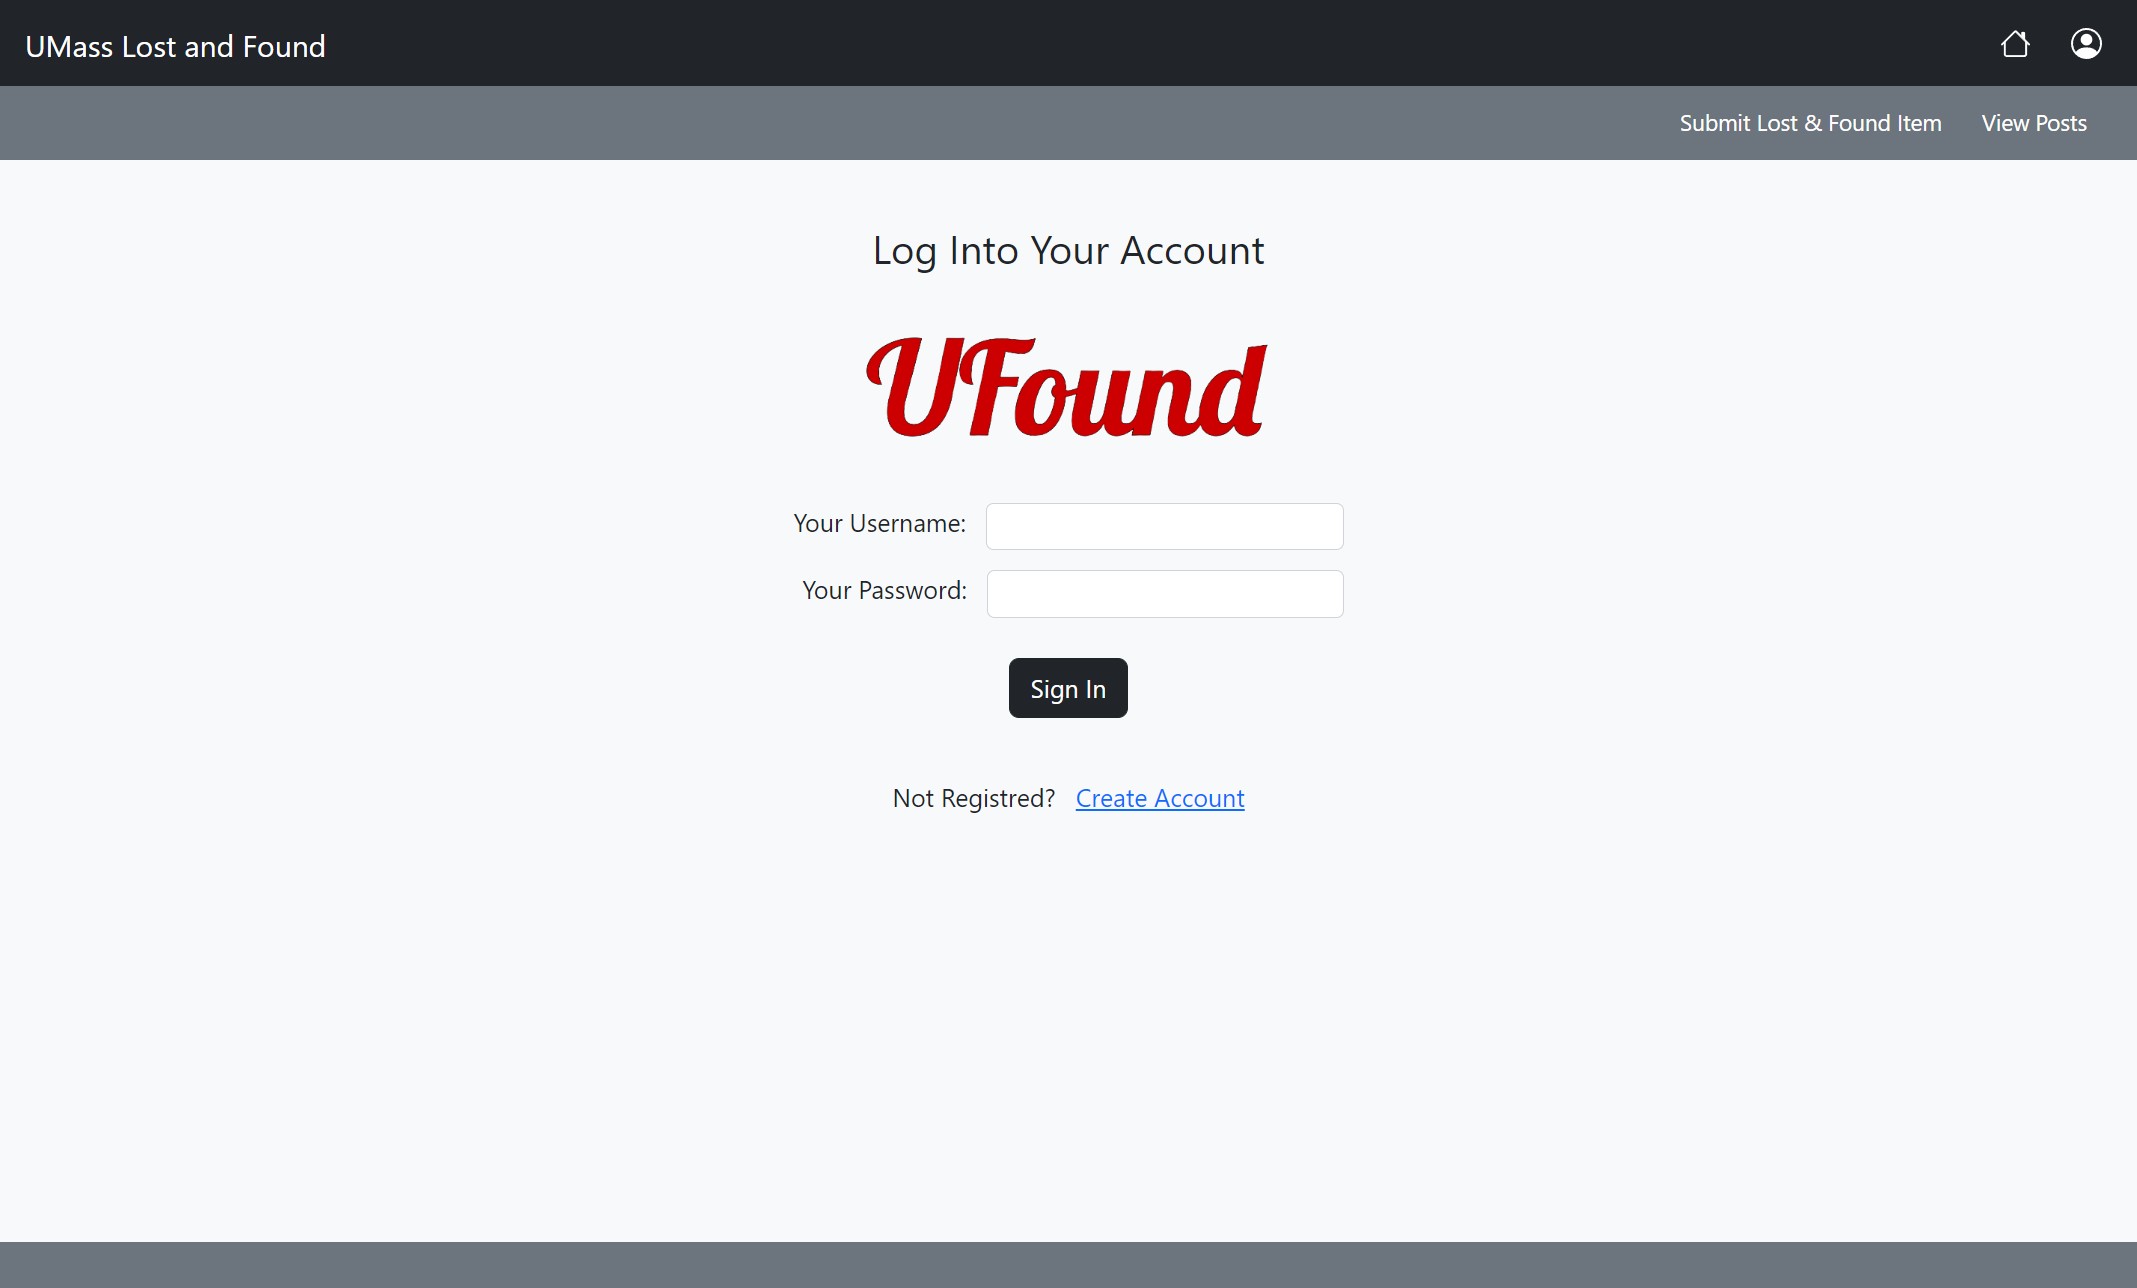 UMass Lost and Found
Submit Lost & Found Item View Posts
Log Into Your Account
UFound
Your Username:
Your Password:
Sign In
Not Registred? Create Account